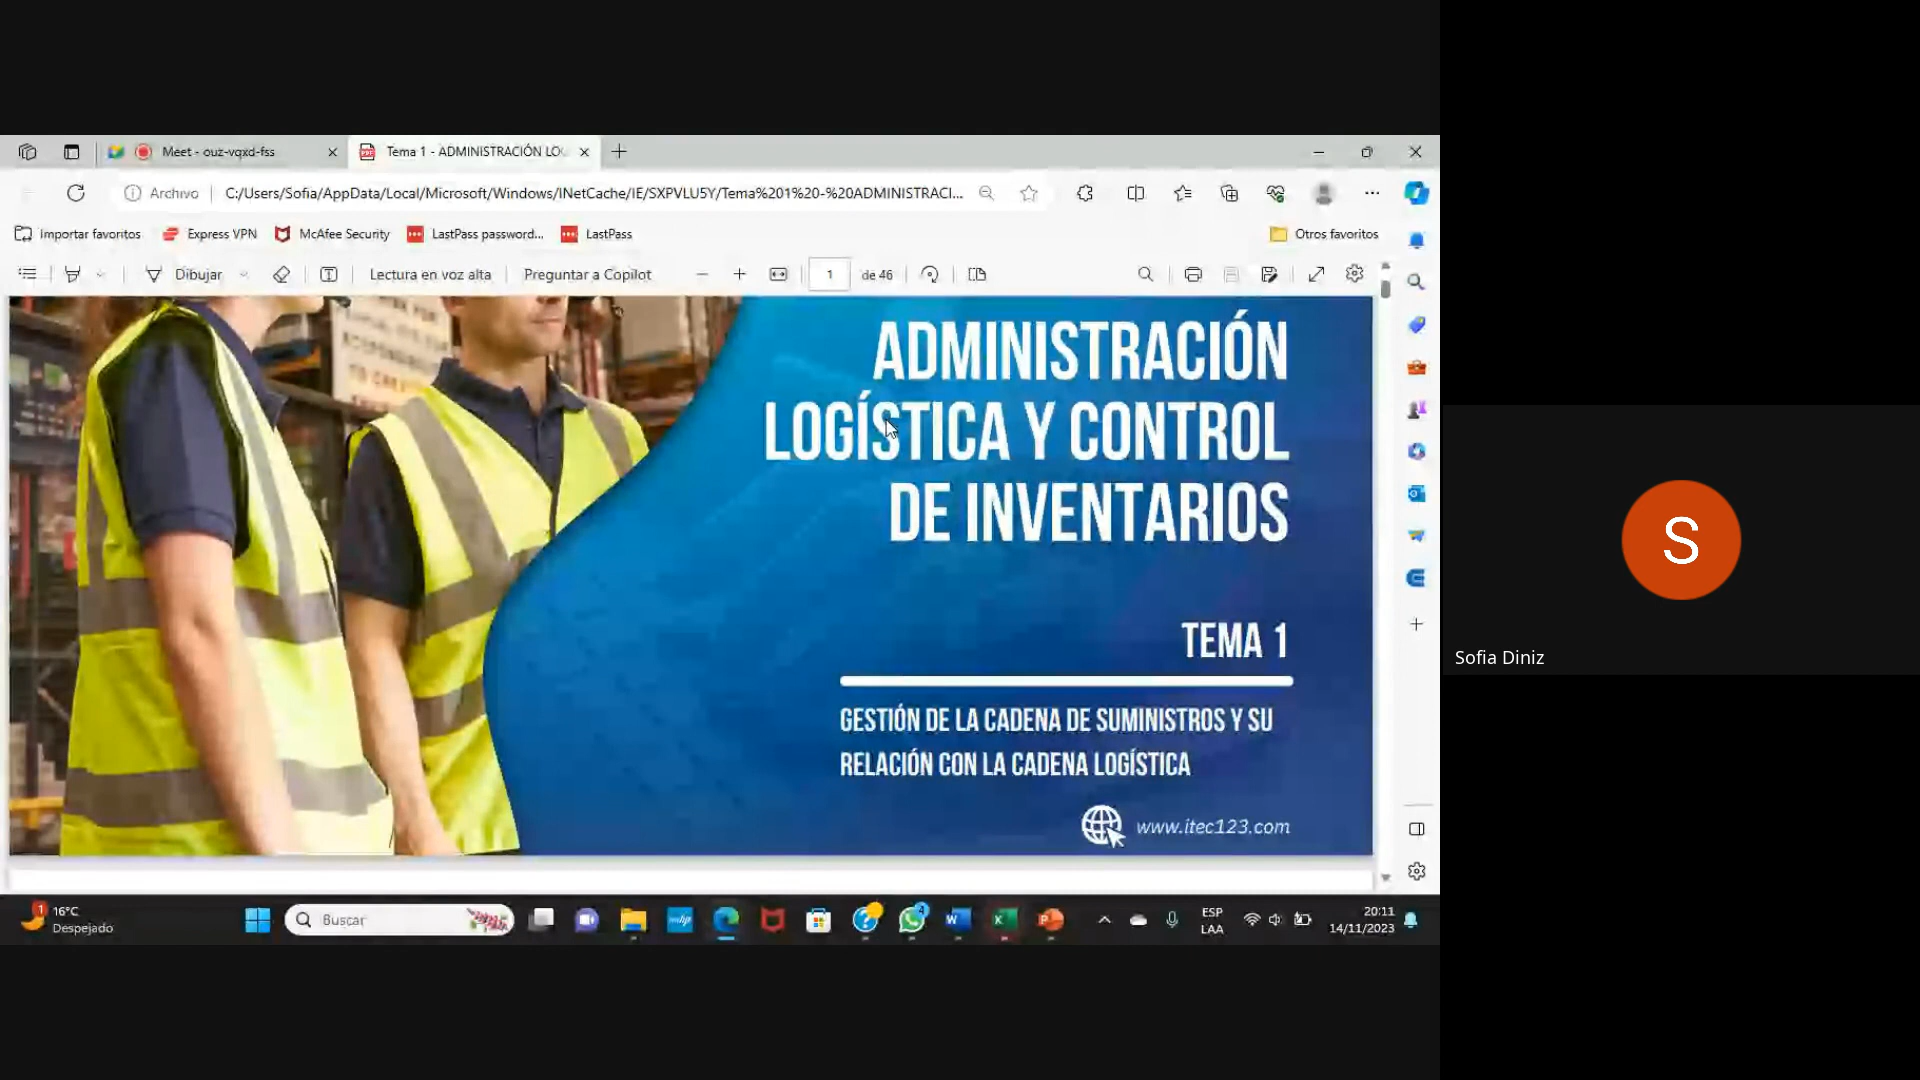 Meet - ouz-vqxd-fss
Tema 1 - ADMINISTRACIÓN LO
Archivo
C:/Users/Sofia/AppData/Local/Microsoft/Windows/INetCache/IE/SXPVLU5Y/Tema%201%20-%20ADMINISTRACI...
Importar favoritos
Express VPN
McAfee Security
LastPass password...
LastPass
Otros favoritos
Dibujar
Lectura en voz alta
Preguntar a Copilot
1
de 46
ADMINISTRACIÓN
LOGÍSTICA Y CONTROL
DE INVENTARIOS
TEMA 1
GESTIÓN DE LA CADENA DE SUMINISTROS Y SU
RELACIÓN CON LA CADENA LOGÍSTICA
www.itec123.com
S
Sofia Diniz
1
16°C
Despejado
Buscar
mhp
4
W
X
P
ESP
LAA
20:11
14/11/2023